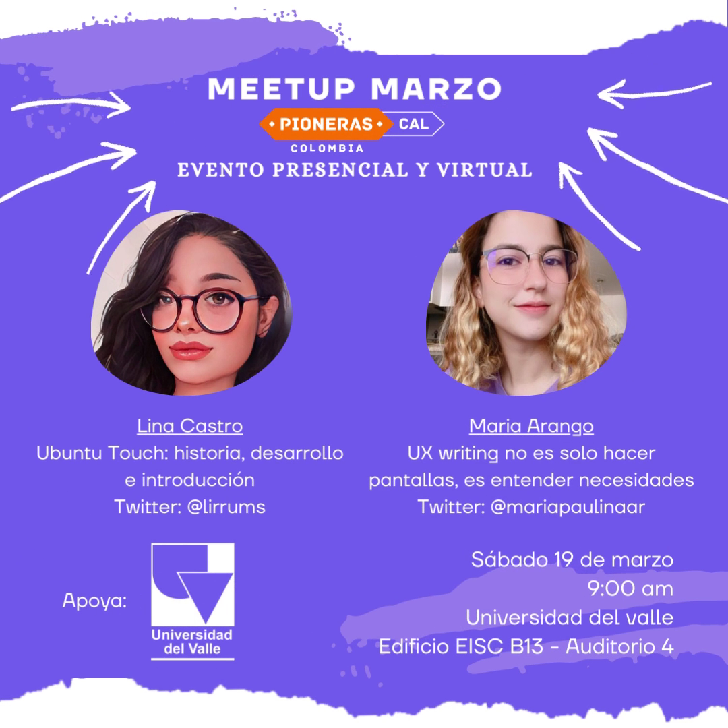 MEETUP MARZO
• PIONERAS •
CAL
COLOMBIA
EVENTO PRESENCIAL Y VIRTUAL
Lina Castro
Ubuntu Touch: historia, desarrollo
e introducción
Twitter: @lirrums
Maria Arango
UX writing no es solo hacer
pantallas, es entender necesidades
Twitter: @mariapaulinaar
Apoya:
Universidad
del Valle
Sábado 19 de marzo
9:00 am
Universidad del valle
Edificio EISC B13 - Auditorio 4